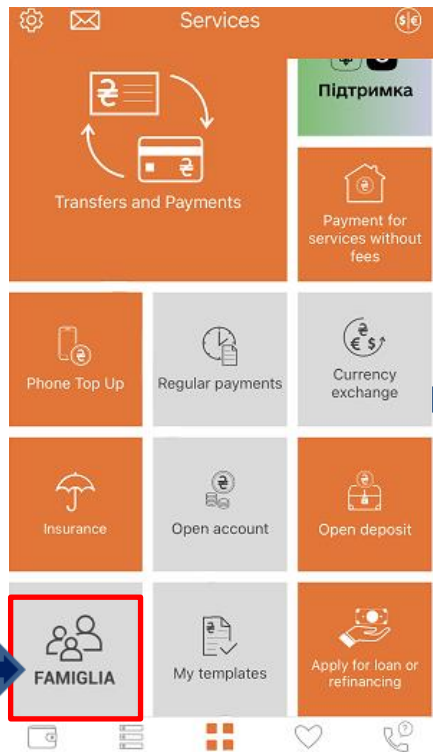 Services
$ €
Підтримка
Transfers and Payments
Payment for
services without
fees
Phone Top Up
Regular payments
Currency
exchange
Insurance
Open account
Open deposit
FAMIGLIA
My templates
Apply for loan or
refinancing